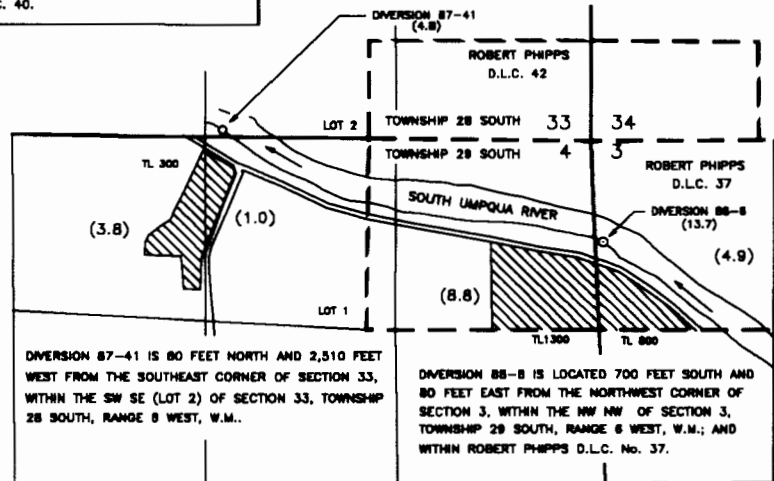 C. 40.
DIVERSION 87-41
(4.8)
ROBERT PHIPPS
D.L.C. 42
LOT 2
TOWNSHIP 28 SOUTH 33 34
TOWNSHIP 29 SOUTH 4 3
ROBERT PHIPPS
D.L.C. 37
TL 300
SOUTH UMPQUA RIVER
DIVERSION 88-8
(13.7)
(3.8)
(1.0)
(4.9)
(8.8)
LOT 1
TL1300
TL 800
DIVERSION 87-41 IS 80 FEET NORTH AND 2,510 FEET
WEST FROM THE SOUTHEAST CORNER OF SECTION 33,
WITHIN THE SW SE (LOT 2) OF SECTION 33, TOWNSHIP
28 SOUTH, RANGE 6 WEST, W.M..
DIVERSION 88-8 IS LOCATED 700 FEET SOUTH AND
80 FEET EAST FROM THE NORTHWEST CORNER OF
SECTION 3, WITHIN THE NW NW OF SECTION 3,
TOWNSHIP 29 SOUTH, RANGE 6 WEST, W.M.; AND
WITHIN ROBERT PHIPPS D.L.C. No. 37.